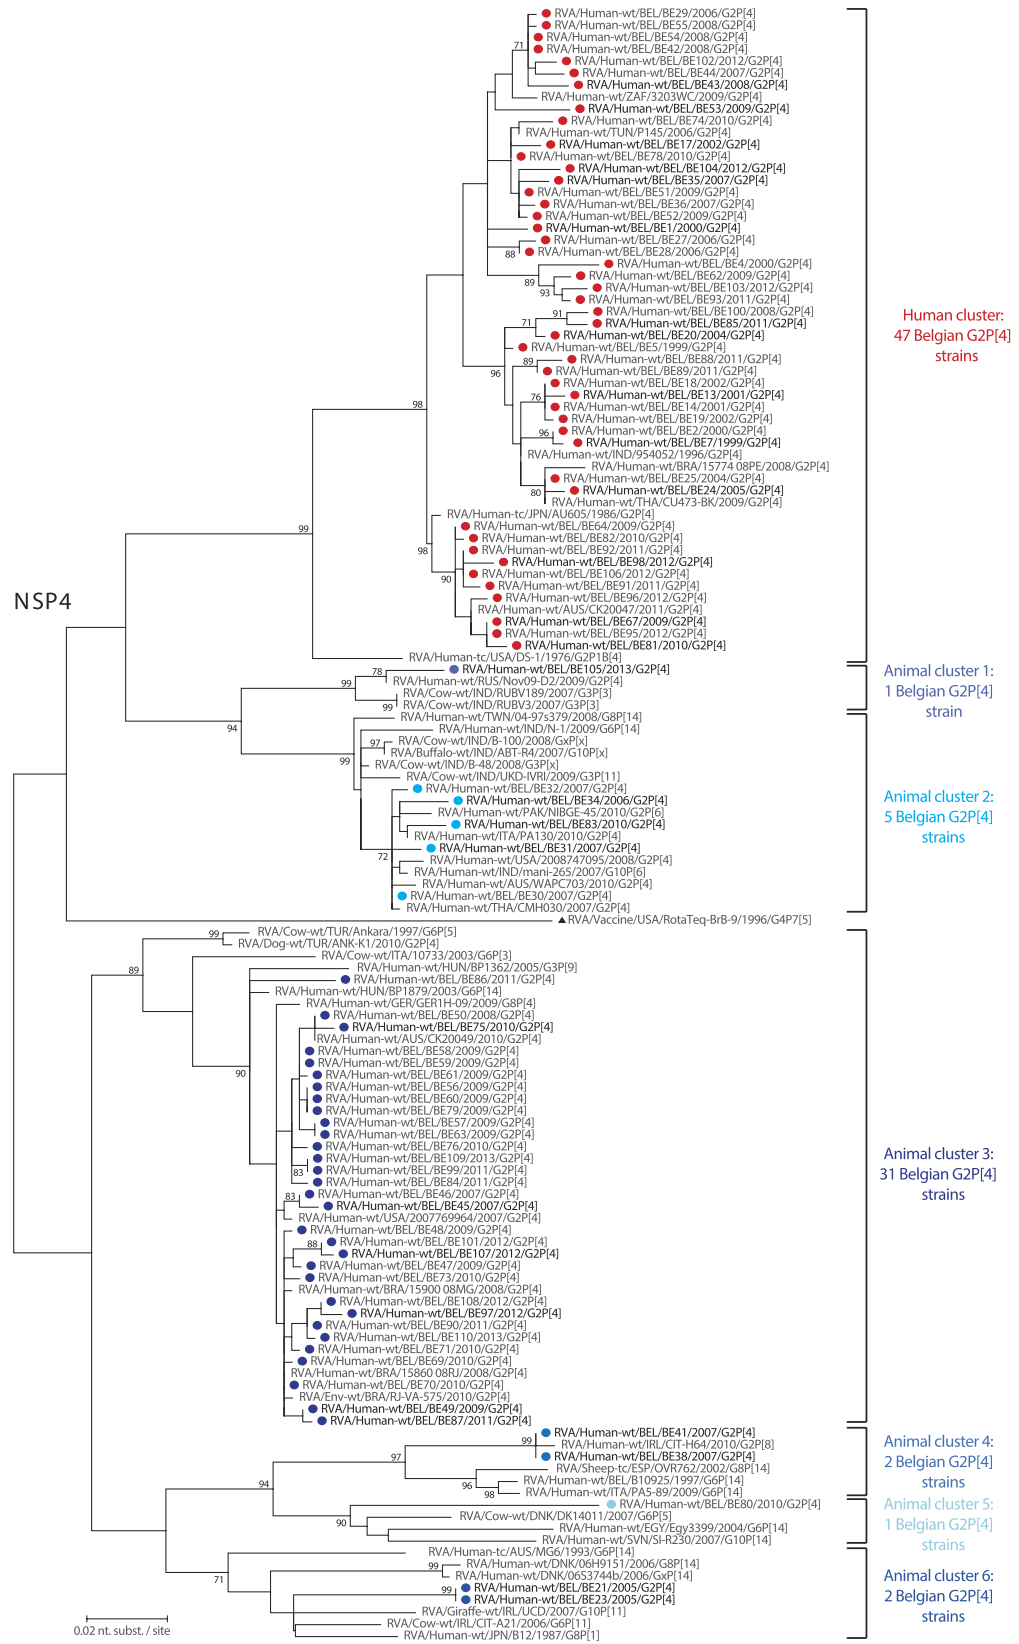 RVA/Human-wt/BEL/BE29/2006/G2P[4]
RVA/Human-wt/BEL/BE55/2008/G2P[4]
RVA/Human-wt/BEL/BE54/2008/G2P[4]
71
RVA/Human-wt/BEL/BE42/2008/G2P[4]
RVA/Human-wt/BEL/BE102/2012/G2P[4]
RVA/Human-wt/BEL/BE44/2007/G2P[4]
RVA/Human-wt/BEL/BE43/2008/G2P[4]
RVA/Human-wt/ZAF/3203WC/2009/G2P[4]
RVA/Human-wt/BEL/BE53/2009/G2P[4]
RVA/Human-wt/BEL/BE74/2010/G2P[4]
RVA/Human-wt/TUN/P145/2006/G2P[4]
RVA/Human-wt/BEL/BE17/2002/G2P[4]
RVA/Human-wt/BEL/BE78/2010/G2P[4]
RVA/Human-wt/BEL/BE104/2012/G2P[4]
RVA/Human-wt/BEL/BE35/2007/G2P[4]
RVA/Human-wt/BEL/BE51/2009/G2P[4]
RVA/Human-wt/BEL/BE36/2007/G2P[4]
RVA/Human-wt/BEL/BE52/2009/G2P[4]
RVA/Human-wt/BEL/BE1/2000/G2P[4]
RVA/Human-wt/BEL/BE27/2006/G2P[4]
88
RVA/Human-wt/BEL/BE28/2006/G2P[4]
RVA/Human-wt/BEL/BE4/2000/G2P[4]
RVA/Human-wt/BEL/BE62/2009/G2P[4]
89
RVA/Human-wt/BEL/BE103/2012/G2P[4]
93
RVA/Human-wt/BEL/BE93/2011/G2P[4]
RVA/Human-wt/BEL/BE100/2008/G2P[4]
91
RVA/Human-wt/BEL/BE85/2011/G2P[4]
71
RVA/Human-wt/BEL/BE20/2004/G2P[4]
RVA/Human-wt/BEL/BE5/1999/G2P[4]
Human cluster:
47 Belgian G2P[4]
strains
RVA/Human-wt/BEL/BE88/2011/G2P[4]
89
96
RVA/Human-wt/BEL/BE89/2011/G2P[4]
RVA/Human-wt/BEL/BE18/2002/G2P[4]
RVA/Human-wt/BEL/BE13/2001/G2P[4]
76
RVA/Human-wt/BEL/BE14/2001/G2P[4]
98
RVA/Human-wt/BEL/BE19/2002/G2P[4]
RVA/Human-wt/BEL/BE2/2000/G2P[4]
96
RVA/Human-wt/BEL/BE7/1999/G2P[4]
RVA/Human-wt/IND/954052/1996/G2P[4]
RVA/Human-wt/BRA/15774 08PE/2008/G2P[4]
RVA/Human-wt/BEL/BE25/2004/G2P[4]
80
RVA/Human-wt/BEL/BE24/2005/G2P[4]
RVA/Human-wt/THA/CU473-BK/2009/G2P[4]
RVA/Human-tc/JPN/AU605/1986/G2P[4]
99
RVA/Human-wt/BEL/BE64/2009/G2P[4]
RVA/Human-wt/BEL/BE82/2010/G2P[4]
98
RVA/Human-wt/BEL/BE92/2011/G2P[4]
RVA/Human-wt/BEL/BE98/2012/G2P[4]
90
RVA/Human-wt/BEL/BE106/2012/G2P[4]
RVA/Human-wt/BEL/BE91/2011/G2P[4]
RVA/Human-wt/BEL/BE96/2012/G2P[4]
NSP4
RVA/Human-wt/AUS/CK20047/2011/G2P[4]
RVA/Human-wt/BEL/BE67/2009/G2P[4]
RVA/Human-wt/BEL/BE95/2012/G2P[4]
RVA/Human-wt/BEL/BE81/2010/G2P[4]
RVA/Human-tc/USA/DS-1/1976/G2P1B[4]
78
RVA/Human-wt/BEL/BE105/2013/G2P[4]
99
RVA/Human-wt/RUS/Nov09-D2/2009/G2P[4]
RVA/Cow-wt/IND/RUBV189/2007/G3P[3]
99
RVA/Cow-wt/IND/RUBV3/2007/G3P[3]
Animal cluster 1:
1 Belgian G2P[4]
strain
RVA/Human-wt/TWN/04-97s379/2008/G8P[14]
94
RVA/Human-wt/IND/N-1/2009/G6P[14]
97
RVA/Cow-wt/IND/B-100/2008/GxP[x]
RVA/Buffalo-wt/IND/ABT-R4/2007/G10P[x]
99
RVA/Cow-wt/IND/B-48/2008/G3P[x]
RVA/Cow-wt/IND/UKD-IVRI/2009/G3P[11]
RVA/Human-wt/BEL/BE32/2007/G2P[4]
RVA/Human-wt/BEL/BE34/2006/G2P[4]
RVA/Human-wt/PAK/NIBGE-45/2010/G2P[6]
RVA/Human-wt/BEL/BE83/2010/G2P[4]
RVA/Human-wt/ITA/PA130/2010/G2P[4]
RVA/Human-wt/BEL/BE31/2007/G2P[4]
72
RVA/Human-wt/USA/2008747095/2008/G2P[4]
RVA/Human-wt/IND/mani-265/2007/G10P[6]
RVA/Human-wt/AUS/WAPC703/2010/G2P[4]
RVA/Human-wt/BEL/BE30/2007/G2P[4]
RVA/Human-wt/THA/CMH030/2007/G2P[4]
Animal cluster 2:
5 Belgian G2P[4]
strains
RVA/Vaccine/USA/RotaTeq-BrB-9/1996/G4P7[5]
99
RVA/Cow-wt/TUR/Ankara/1997/G6P[5]
RVA/Dog-wt/TUR/ANK-K1/2010/G2P[4]
RVA/Cow-wt/ITA/10733/2003/G6P[3]
89
RVA/Human-wt/HUN/BP1362/2005/G3P[9]
RVA/Human-wt/BEL/BE86/2011/G2P[4]
RVA/Human-wt/HUN/BP1879/2003/G6P[14]
RVA/Human-wt/GER/GER1H-09/2009/G8P[4]
RVA/Human-wt/BEL/BE50/2008/G2P[4]
RVA/Human-wt/BEL/BE75/2010/G2P[4]
RVA/Human-wt/AUS/CK20049/2010/G2P[4]
RVA/Human-wt/BEL/BE58/2009/G2P[4]
RVA/Human-wt/BEL/BE59/2009/G2P[4]
90
RVA/Human-wt/BEL/BE61/2009/G2P[4]
RVA/Human-wt/BEL/BE56/2009/G2P[4]
RVA/Human-wt/BEL/BE60/2009/G2P[4]
RVA/Human-wt/BEL/BE79/2009/G2P[4]
RVA/Human-wt/BEL/BE57/2009/G2P[4]
RVA/Human-wt/BEL/BE63/2009/G2P[4]
RVA/Human-wt/BEL/BE76/2010/G2P[4]
RVA/Human-wt/BEL/BE109/2013/G2P[4]
83
RVA/Human-wt/BEL/BE99/2011/G2P[4]
RVA/Human-wt/BEL/BE84/2011/G2P[4]
Animal cluster 3:
31 Belgian G2P[4]
strains
83
RVA/Human-wt/BEL/BE46/2007/G2P[4]
RVA/Human-wt/BEL/BE45/2007/G2P[4]
RVA/Human-wt/USA/2007769964/2007/G2P[4]
RVA/Human-wt/BEL/BE48/2009/G2P[4]
88
RVA/Human-wt/BEL/BE101/2012/G2P[4]
RVA/Human-wt/BEL/BE107/2012/G2P[4]
RVA/Human-wt/BEL/BE47/2009/G2P[4]
RVA/Human-wt/BEL/BE73/2010/G2P[4]
RVA/Human-wt/BRA/15900 08MG/2008/G2P[4]
RVA/Human-wt/BEL/BE108/2012/G2P[4]
RVA/Human-wt/BEL/BE97/2012/G2P[4]
RVA/Human-wt/BEL/BE90/2011/G2P[4]
RVA/Human-wt/BEL/BE110/2013/G2P[4]
RVA/Human-wt/BEL/BE71/2010/G2P[4]
RVA/Human-wt/BEL/BE69/2010/G2P[4]
RVA/Human-wt/BRA/15860 08RJ/2008/G2P[4]
RVA/Human-wt/BEL/BE70/2010/G2P[4]
RVA/Env-wt/BRA/RJ-VA-575/2010/G2P[4]
RVA/Human-wt/BEL/BE49/2009/G2P[4]
RVA/Human-wt/BEL/BE87/2011/G2P[4]
RVA/Human-wt/BEL/BE41/2007/G2P[4]
99
RVA/Human-wt/IRL/CIT-H64/2010/G2P[8]
97
RVA/Human-wt/BEL/BE38/2007/G2P[4]
RVA/Sheep-tc/ESP/OVR762/2002/G8P[14]
94
96
RVA/Human-wt/BEL/B10925/1997/G6P[14]
98
RVA/Human-wt/ITA/PA5-89/2009/G6P[14]
Animal cluster 4:
2 Belgian G2P[4]
strains
RVA/Human-wt/BEL/BE80/2010/G2P[4]
90
RVA/Cow-wt/DNK/DK14011/2007/G6P[5]
RVA/Human-wt/EGY/Egy3399/2004/G6P[14]
RVA/Human-wt/SVN/SI-R230/2007/G10P[14]
Animal cluster 5:
1 Belgian G2P[4]
strains
RVA/Human-tc/AUS/MG6/1993/G6P[14]
99
RVA/Human-wt/DNK/06H9151/2006/G8P[14]
71
RVA/Human-wt/DNK/06S3744b/2006/GxP[14]
99
RVA/Human-wt/BEL/BE21/2005/G2P[4]
RVA/Human-wt/BEL/BE23/2005/G2P[4]
RVA/Giraffe-wt/IRL/UCD/2007/G10P[11]
RVA/Cow-wt/IRL/CIT-A21/2006/G6P[11]
RVA/Human-wt/JPN/B12/1987/G8P[1]
Animal cluster 6:
2 Belgian G2P[4]
strains
0.02 nt. subst. / site